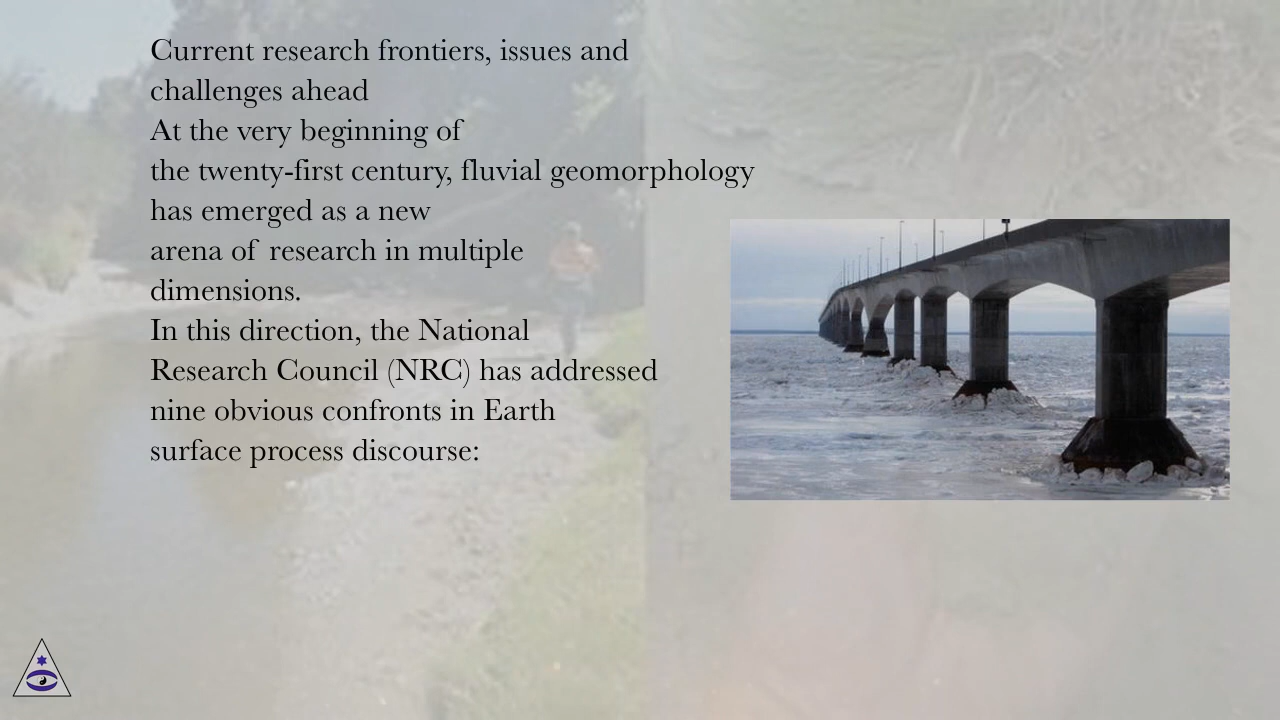 Current research frontiers, issues and
challenges ahead
At the very beginning of
the twenty-first century, fluvial geomorphology
has emerged as a new
arena of research in multiple
dimensions.
In this direction, the National
Research Council (NRC) has addressed
nine obvious confronts in Earth
surface process discourse: